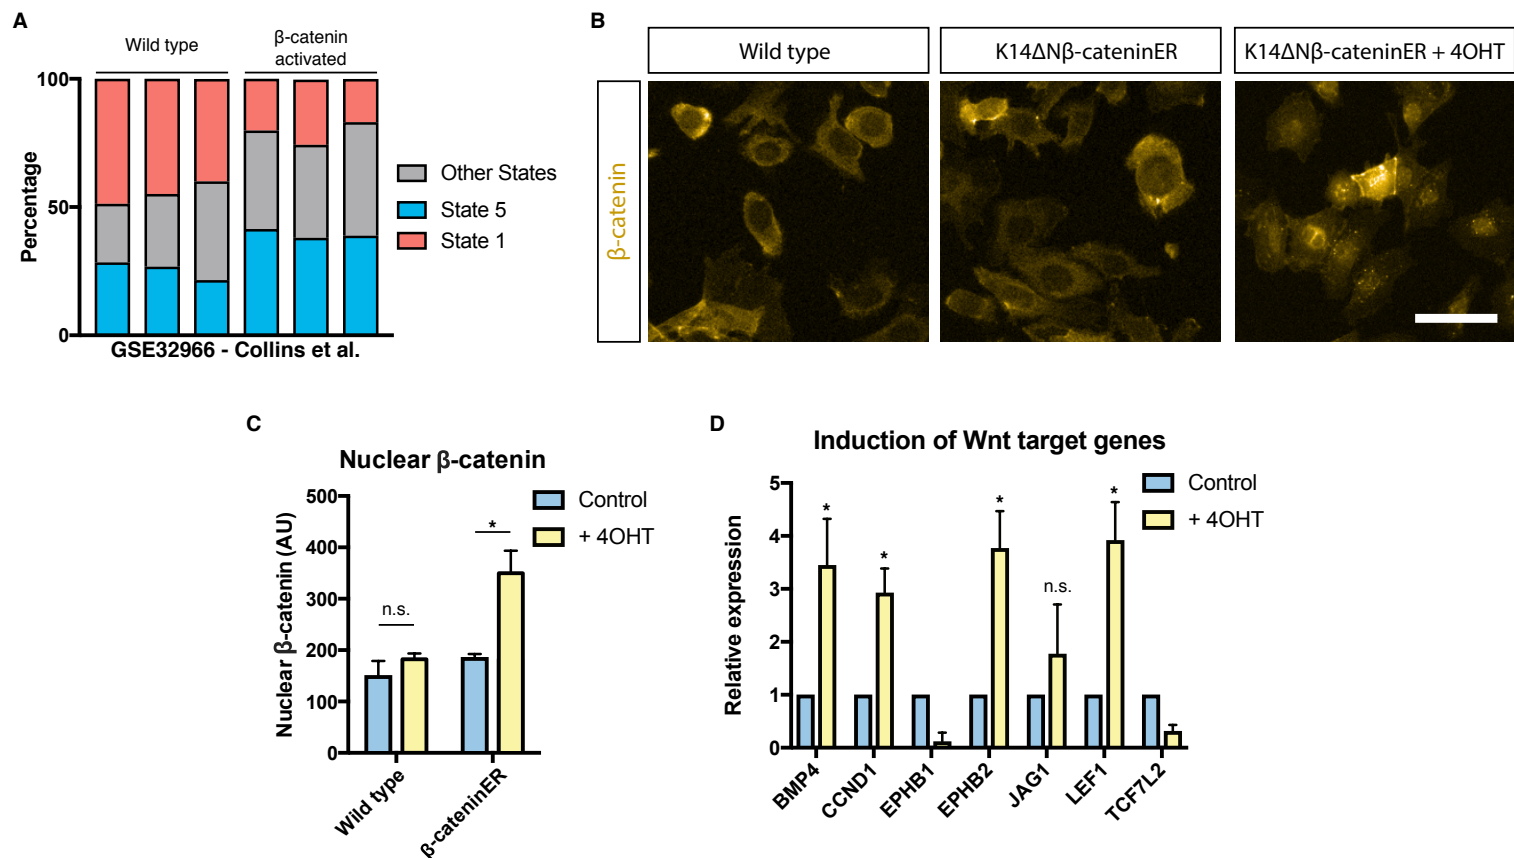 A
Wild type
β-catenin
activated
100
50
0
Percentage
Other States
State 5
State 1
GSE32966 - Collins et al.
B
Wild type
K14ΔNβ-cateninER
K14ΔNβ-cateninER + 4OHT
β-catenin
C
Nuclear β-catenin
500
400
300
200
100
0
Nuclear β-catenin (AU)
n.s.
*
Control
+ 4OHT
Wild type
β-cateninER
D
Induction of Wnt target genes
5
4
3
2
1
0
Relative expression
*
*
*
n.s.
*
Control
+ 4OHT
BMP4
CCND1
EPHB1
EPHB2
JAG1
LEF1
TCF7L2